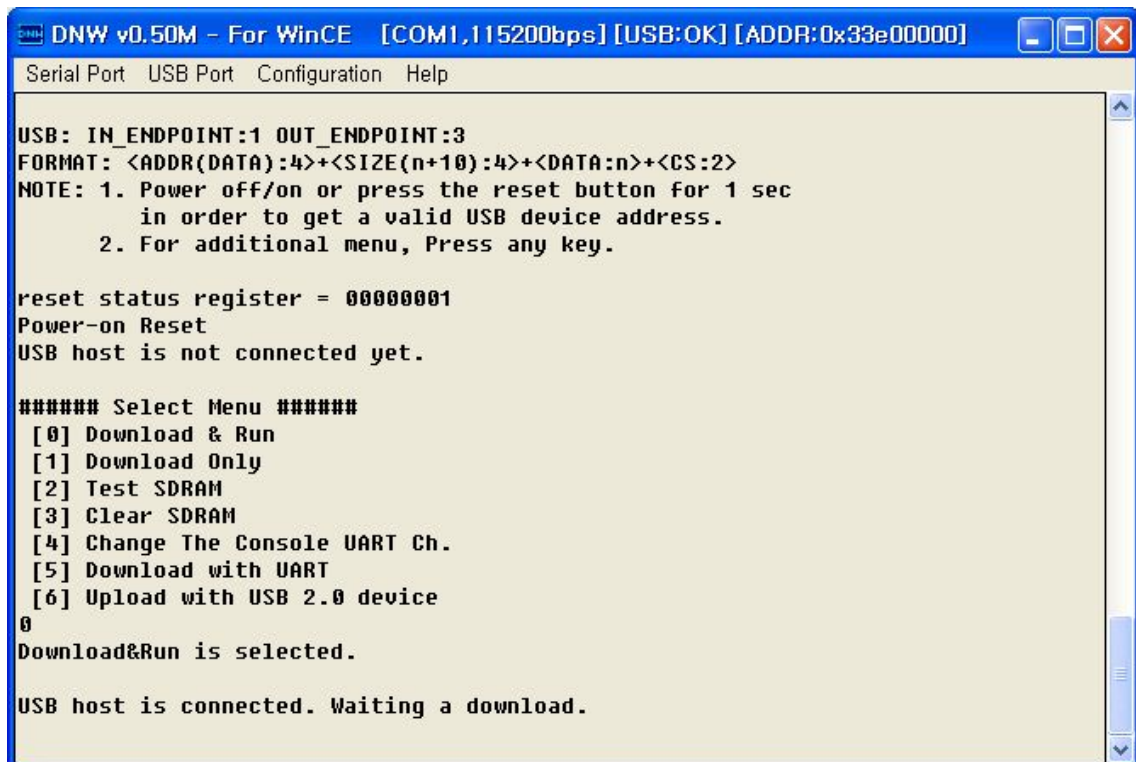 DNW v0.50M - For WinCE [COM1,115200bps] [USB:OK] [ADDR:0x33e00000]
Serial Port USB Port Configuration Help
USB: IN_ENDPOINT:1 OUT_ENDPOINT:3
FORMAT: <ADDR(DATA):4>+<SIZE(n+10):4>+<DATA:n>+<CS:2>
NOTE: 1. Power off/on or press the reset button for 1 sec
in order to get a valid USB device address.
2. For additional menu, Press any key.
reset status register = 00000001
Power-on Reset
USB host is not connected yet.
###### Select Menu ######
[0] Download & Run
[1] Download Only
[2] Test SDRAM
[3] Clear SDRAM
[4] Change The Console UART Ch.
[5] Download with UART
[6] Upload with USB 2.0 device
0
Download&Run is selected.
USB host is connected. Waiting a download.